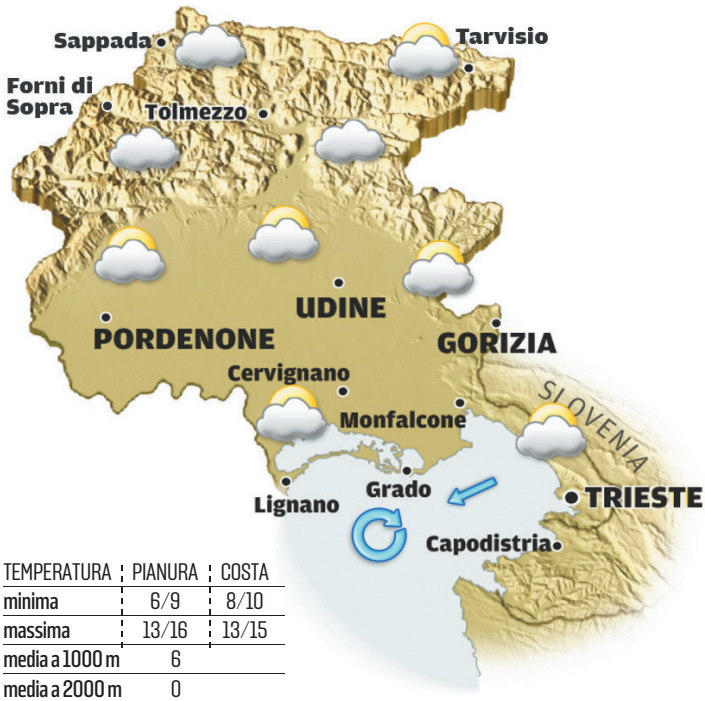 Sappada
Tarvisio
Forni di
Sopra
Tolmezzo
UDINE
PORDENONE
GORIZIA
Cervignano
SLOVENIA
Monfalcone
Grado
Lignano
TRIESTE
Capodistria
TEMPERATURA PIANURA COSTA
minima 6/9 8/10
massima 13/16 13/15
media a 1000 m 6
media a 2000 m 0